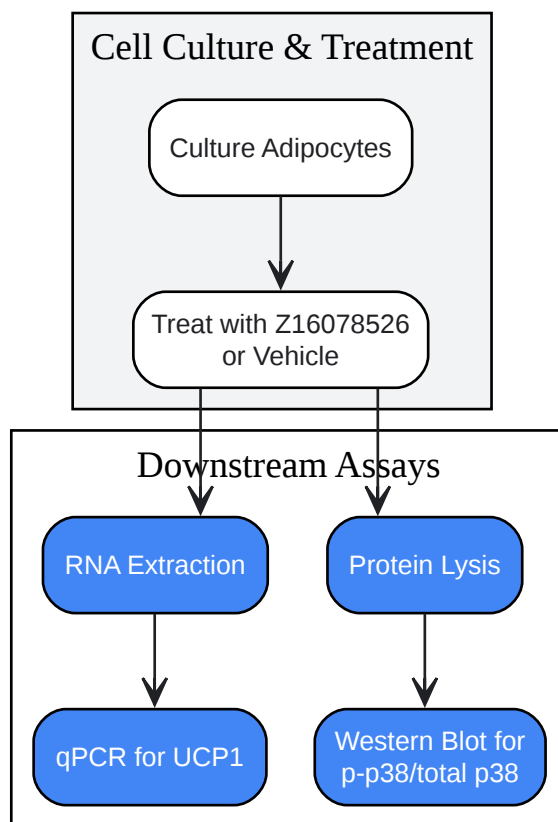 Cell Culture & Treatment
Culture Adipocytes
Treat with Z16078526
or Vehicle
Downstream Assays
RNA Extraction
Protein Lysis
qPCR for UCP1
Western Blot for
p-p38/total p38